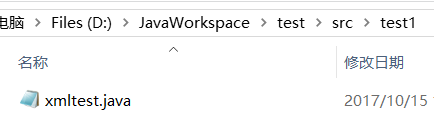 电脑 › Files (D:) › JavaWorkspace › test › src › test1
名称 修改日期
xmltest.java 2017/10/15